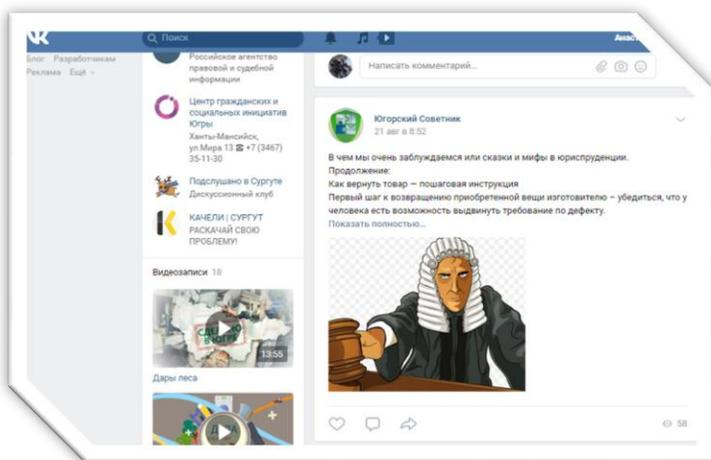 Поиск
Блог Разработчикам
Реклама Ещё
Российское агентство
правовой и судебной
информации
Центр гражданских и
социальных инициатив
Югры
Ханты-Мансийск,
ул.Мира 13 ☎ +7 (3467)
35-11-30
Подслушано в Сургуте
Дискуссионный клуб
КАЧЕЛИ | СУРГУТ
РАСКАЧАЙ СВОЮ
ПРОБЛЕМУ!
Видеозаписи 18
СДЕЛАНО
В ЮГРЕ
13:55
Дары леса
Написать комментарий...
Югорский Советник
21 авг в 8:52
В чем мы очень заблуждаемся или сказки и мифы в юриспруденции.
Продолжение:
Как вернуть товар — пошаговая инструкция
Первый шаг к возвращению приобретенной вещи изготовителю – убедиться, что у
человека есть возможность выдвинуть требование по дефекту.
Показать полностью...
58